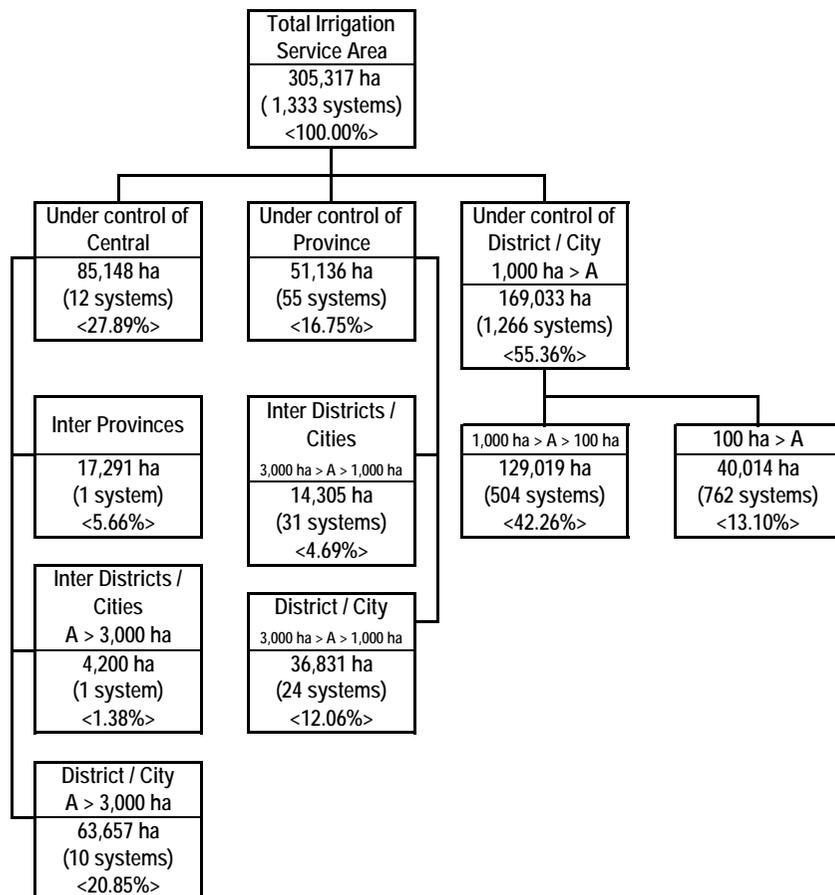 Total Irrigation
Service Area
305,317 ha
( 1,333 systems)
<100.00%>
Under control of
Central
85,148 ha
(12 systems)
<27.89%>
Under control of
Province
51,136 ha
(55 systems)
<16.75%>
Under control of
District / City
1,000 ha > A
169,033 ha
(1,266 systems)
<55.36%>
Inter Provinces
17,291 ha
(1 system)
<5.66%>
Inter Districts /
Cities
3,000 ha > A > 1,000 ha
14,305 ha
(31 systems)
<4.69%>
1,000 ha > A > 100 ha
129,019 ha
(504 systems)
<42.26%>
100 ha > A
40,014 ha
(762 systems)
<13.10%>
Inter Districts /
Cities
A > 3,000 ha
4,200 ha
(1 system)
<1.38%>
District / City
3,000 ha > A > 1,000 ha
36,831 ha
(24 systems)
<12.06%>
District / City
A > 3,000 ha
63,657 ha
(10 systems)
<20.85%>